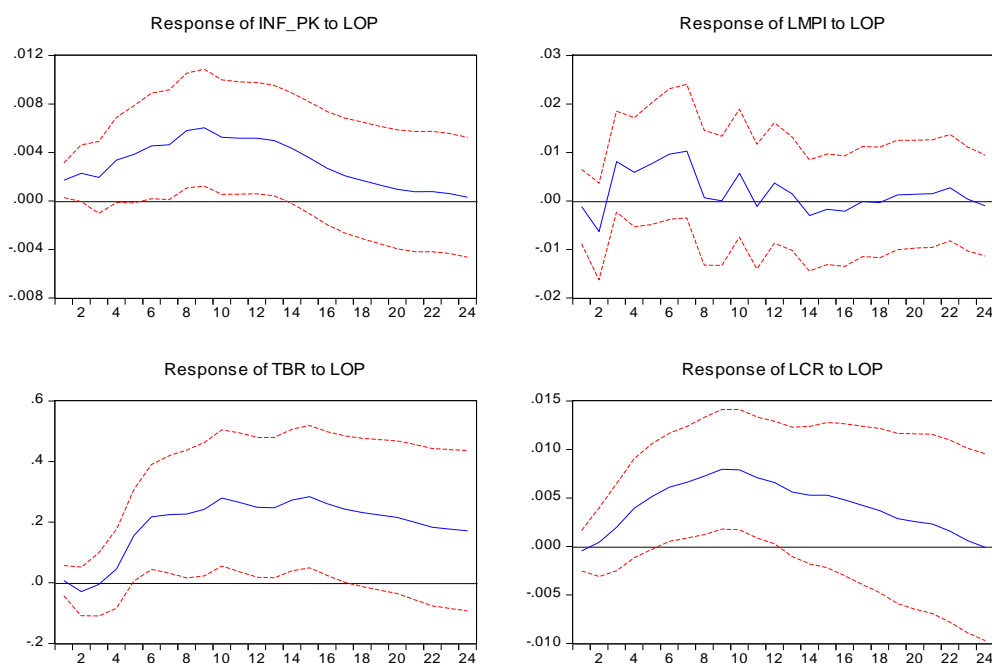 Response of INF_PK to LOP
.012
.008
.004
.000
-.004
-.008
2 4 6 8 10 12 14 16 18 20 22 24
Response of LMPI to LOP
.03
.02
.01
.00
-.01
-.02
2 4 6 8 10 12 14 16 18 20 22 24
Response of TBR to LOP
.6
.4
.2
.0
-.2
2 4 6 8 10 12 14 16 18 20 22 24
Response of LCR to LOP
.015
.010
.005
.000
-.005
-.010
2 4 6 8 10 12 14 16 18 20 22 24